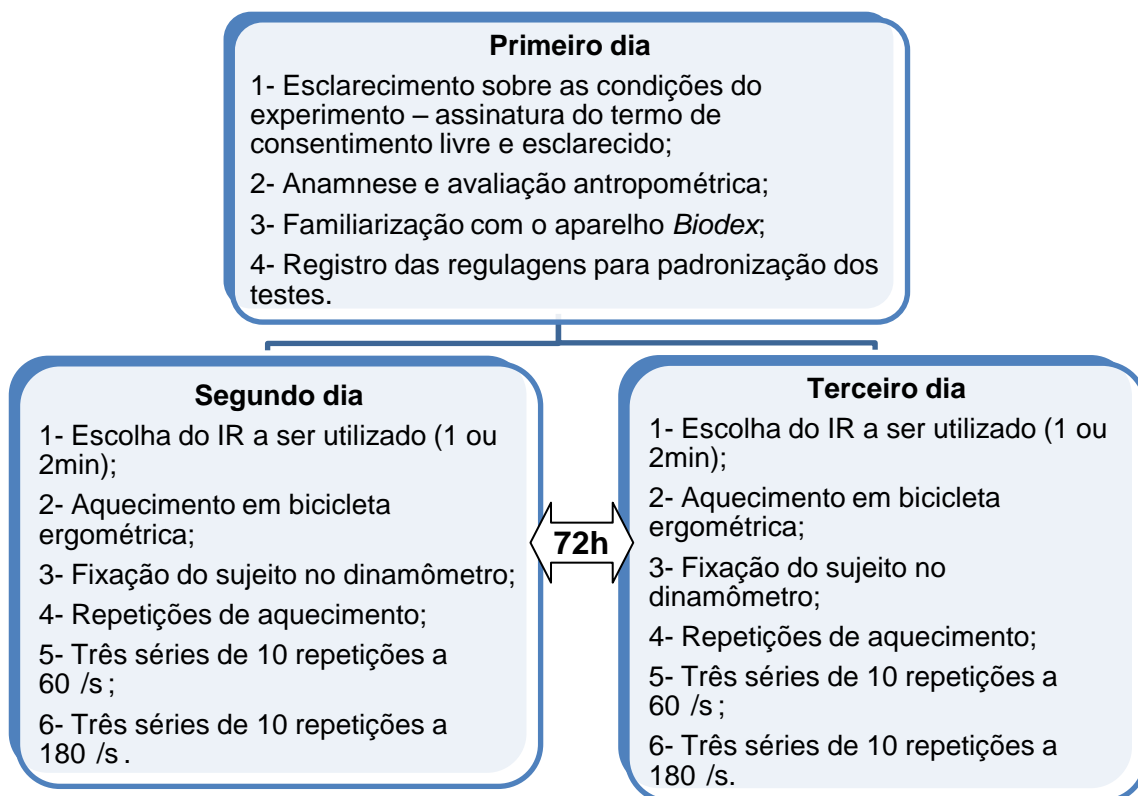 Primeiro dia
1- Esclarecimento sobre as condições do
experimento – assinatura do termo de
consentimento livre e esclarecido;
2- Anamnese e avaliação antropométrica;
3- Familiarização com o aparelho Biodex;
4- Registro das regulagens para padronização dos
testes.
Segundo dia
1- Escolha do IR a ser utilizado (1 ou
2min);
2- Aquecimento em bicicleta
ergométrica;
3- Fixação do sujeito no dinamômetro;
4- Repetições de aquecimento;
5- Três séries de 10 repetições a
60 /s ;
6- Três séries de 10 repetições a
180 /s .
72h
Terceiro dia
1- Escolha do IR a ser utilizado (1 ou
2min);
2- Aquecimento em bicicleta
ergométrica;
3- Fixação do sujeito no
dinamômetro;
4- Repetições de aquecimento;
5- Três séries de 10 repetições a
60 /s ;
6- Três séries de 10 repetições a
180 /s.